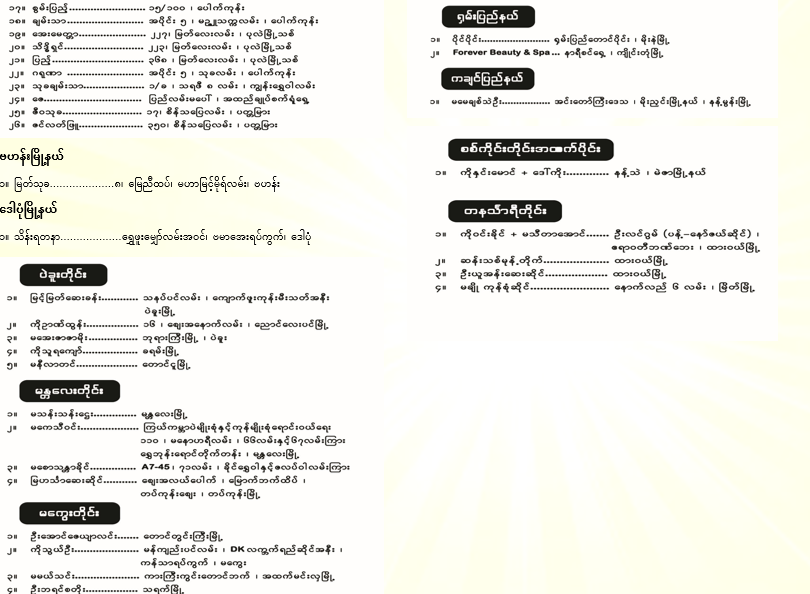 ၁၇။ စွမ်းပြည့်........................ ၁၅/၁၀၀ ၊ ပေါက်ကုန်း
၁၈။ ချမ်းသာ........................ အပိုင်း ၅ ၊ မည္ဒူသက္ကလမ်း ၊ ပေါက်ကုန်း
၁၉။ အေးမေတ္တာ................... ၂၂၇၊ မြတ်လေးလမ်း ၊ ပုလဲမြို့သစ်
၂၀။ သိဒ္ဓိရှင်........................ ၂၂၃၊ မြတ်လေးလမ်း ၊ ပုလဲမြို့သစ်
၂၁။ ပြည့်........................... ၃၆၈ ၊ မြတ်လေးလမ်း ၊ ပုလဲမြို့သစ်
၂၂။ ဂရုဏာ ..................... အပိုင်း ၅ ၊ သုခလမ်း ၊ ပေါက်ကုန်း
၂၃။ သုခချမ်းသာ.................. ၁/ခ ၊ သရဖီ ၈ လမ်း ၊ ကျွန်းရွှေဝါလမ်း
၂၄။ ဇေ........................... ပြည်လမ်းမပေါ် ၊ အထည်ချုပ်စက်ရုံရှေ့
၂၅။ ဇီဝသုခ........................ ၁၇၊ စိန်သပြေလမ်း ၊ ပတ္တမြား
၂၆။ ဇင်လတ်ဖြူ................... ၃၅၀၊ စိန်သပြေလမ်း ၊ ပတ္တမြား
ဗဟန်းမြို့နယ်
၁။ မြတ်သုခ....................၈၊ မြေညီထပ်၊ မဟာမြင့်မိုရ်လမ်း၊ ဗဟန်း
ဒေါပုံမြို့နယ်
၁။ သိန်းရတနာ...................ရွှေဖူးမျှော်လမ်းအဝင်၊ ဗမာအေးရပ်ကွက်၊ ဒေါပုံ
ပဲခူးတိုင်း
၁။ မြင့်မြတ်ဆေးခန်း............ သနပ်ပင်လမ်း ၊ ကျောက်ဖူးကုန်းမီးသတ်အနီး
ပဲခူးမြို့
၂။ ကိုဉာဏ်ထွန်း................. ၁၆ ၊ ဈေးအနောက်လမ်း ၊ ညောင်လေးပင်မြို့
၃။ မအေးဇာဇာမိုး................ ဘုရားကြီးမြို့ ၊ ပဲခူး
၄။ ကိုသူရကျော်................. ခရမ်းမြို့
၅။ မနီလာတင်.................. တောင်ငူမြို့
မန္တလေးတိုင်း
၁။ မသန်းသန်းဌေး.............. မန္တလေးမြို့
၂။ မကေသီဝင်း.................. ကြယ်ကမ္ဘာပဲမျိုးစုံနှင့်ကုန်မျိုးစုံရောင်းဝယ်ရေး
၁၁၀ ၊ မနောဟရီလမ်း ၊ ၆၆လမ်းနှင့်၆၇လမ်းကြား
ရွှေဘုန်းရောင်တိုက်တန်း ၊ မန္တလေးမြို့
၃။ မစောသန္တာခိုင်.............. A7-45 ၊ ၇၁လမ်း ၊ ခိုင်ရွှေဝါနှင့်ဇလပ်ဝါလမ်းကြား
၄။ မြဟင်္သာဆေးဆိုင်............ ဈေးအလယ်ပေါက် ၊ မြောက်ဘက်ထိပ် ၊
တပ်ကုန်းဈေး ၊ တပ်ကုန်းမြို့
မကွေးတိုင်း
၁။ ဦးအောင်ဇေယျာလင်း....... တောင်တွင်းကြီးမြို့
၂။ ကိုသွယ်ဦး..................... မန်ကျည်းပင်လမ်း ၊ DK လက္ဘက်ရည်ဆိုင်အနီး ၊
ကန်သာရပ်ကွက် ၊ မကွေး
၃။ မမယ်သင်း..................... ကားကြီးကွင်းတောင်ဘက် ၊ အထက်မင်းလှမြို့
၄။ ဦးဘရင်စတိုး................. သရက်မြို့
ရှမ်းပြည်နယ်
၁။ ပိုင်ပိုင်း........................ ရှမ်းပြည်တောင်ပိုင်း ၊ မိုးနဲမြို့
၂။ Forever Beauty & Spa ... နာရီစင်ရှေ့ ၊ ကျိုင်းတုံမြို့
ကချင်ပြည်နယ်
၁။ မမေချစ်သဲဦး................. အင်းတော်ကြီးဒေသ ၊ မိုးညှင်းမြို့နယ် ၊ နန့်မွန်းမြို့
စစ်ကိုင်းတိုင်းအထက်ပိုင်း
၁။ ကိုနှင်းမောင် + ဒေါ်ကိုး............. နန့်သဲ ၊ မဲဇာမြို့နယ်
တနင်္သာရီတိုင်း
၁။ ကိုဝင်းခိုင် + မသီတာအောင်....... ဦးလင်ဌမ် (ပန့်–နော်ဇယ်ဆိုင်) ၊
ဧရာဝတီဘဏ်ဘေး ၊ ထားဝယ်မြို့
၂။ ဆန်းသစ်မုန့်တိုက်...................... ထားဝယ်မြို့
၃။ ဦးယူအန်းဆေးဆိုင်.................... ထားဝယ်မြို့
၄။ မချို ကုန်စုံဆိုင်......................... နောက်လည် ၆ လမ်း ၊ မြိတ်မြို့